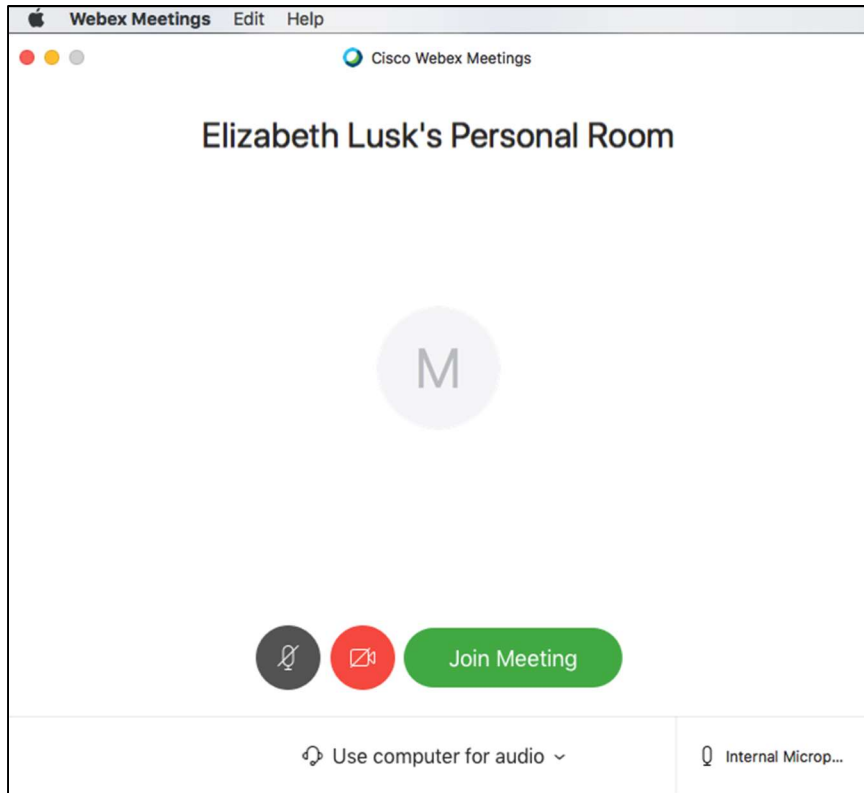 Webex Meetings Edit Help
Cisco Webex Meetings
Elizabeth Lusk's Personal Room
M
Join Meeting
Use computer for audio
Internal Microp...